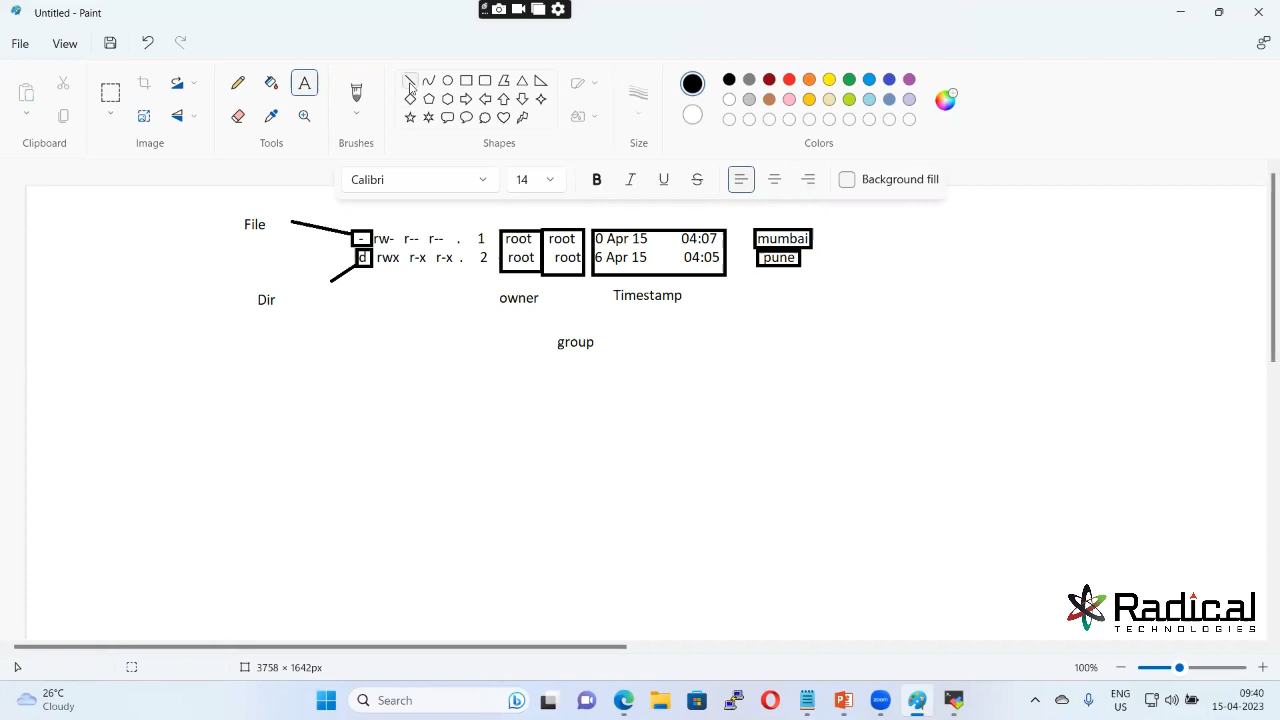 Untitled - Paint
File View
Clipboard Image Tools Brushes Shapes Size Colors
Calibri 14 B I U S Background fill
File
- rw- r-- r-- . 1 root root 0 Apr 15 04:07 mumbai
d rwx r-x r-x . 2 root root 6 Apr 15 04:05 pune
Dir owner Timestamp
group
Radical
TECHNOLOGIES
3758 × 1642px 100%
26°C
Cloudy
Search
zoom
ENG
US
09:40
15-04-2023